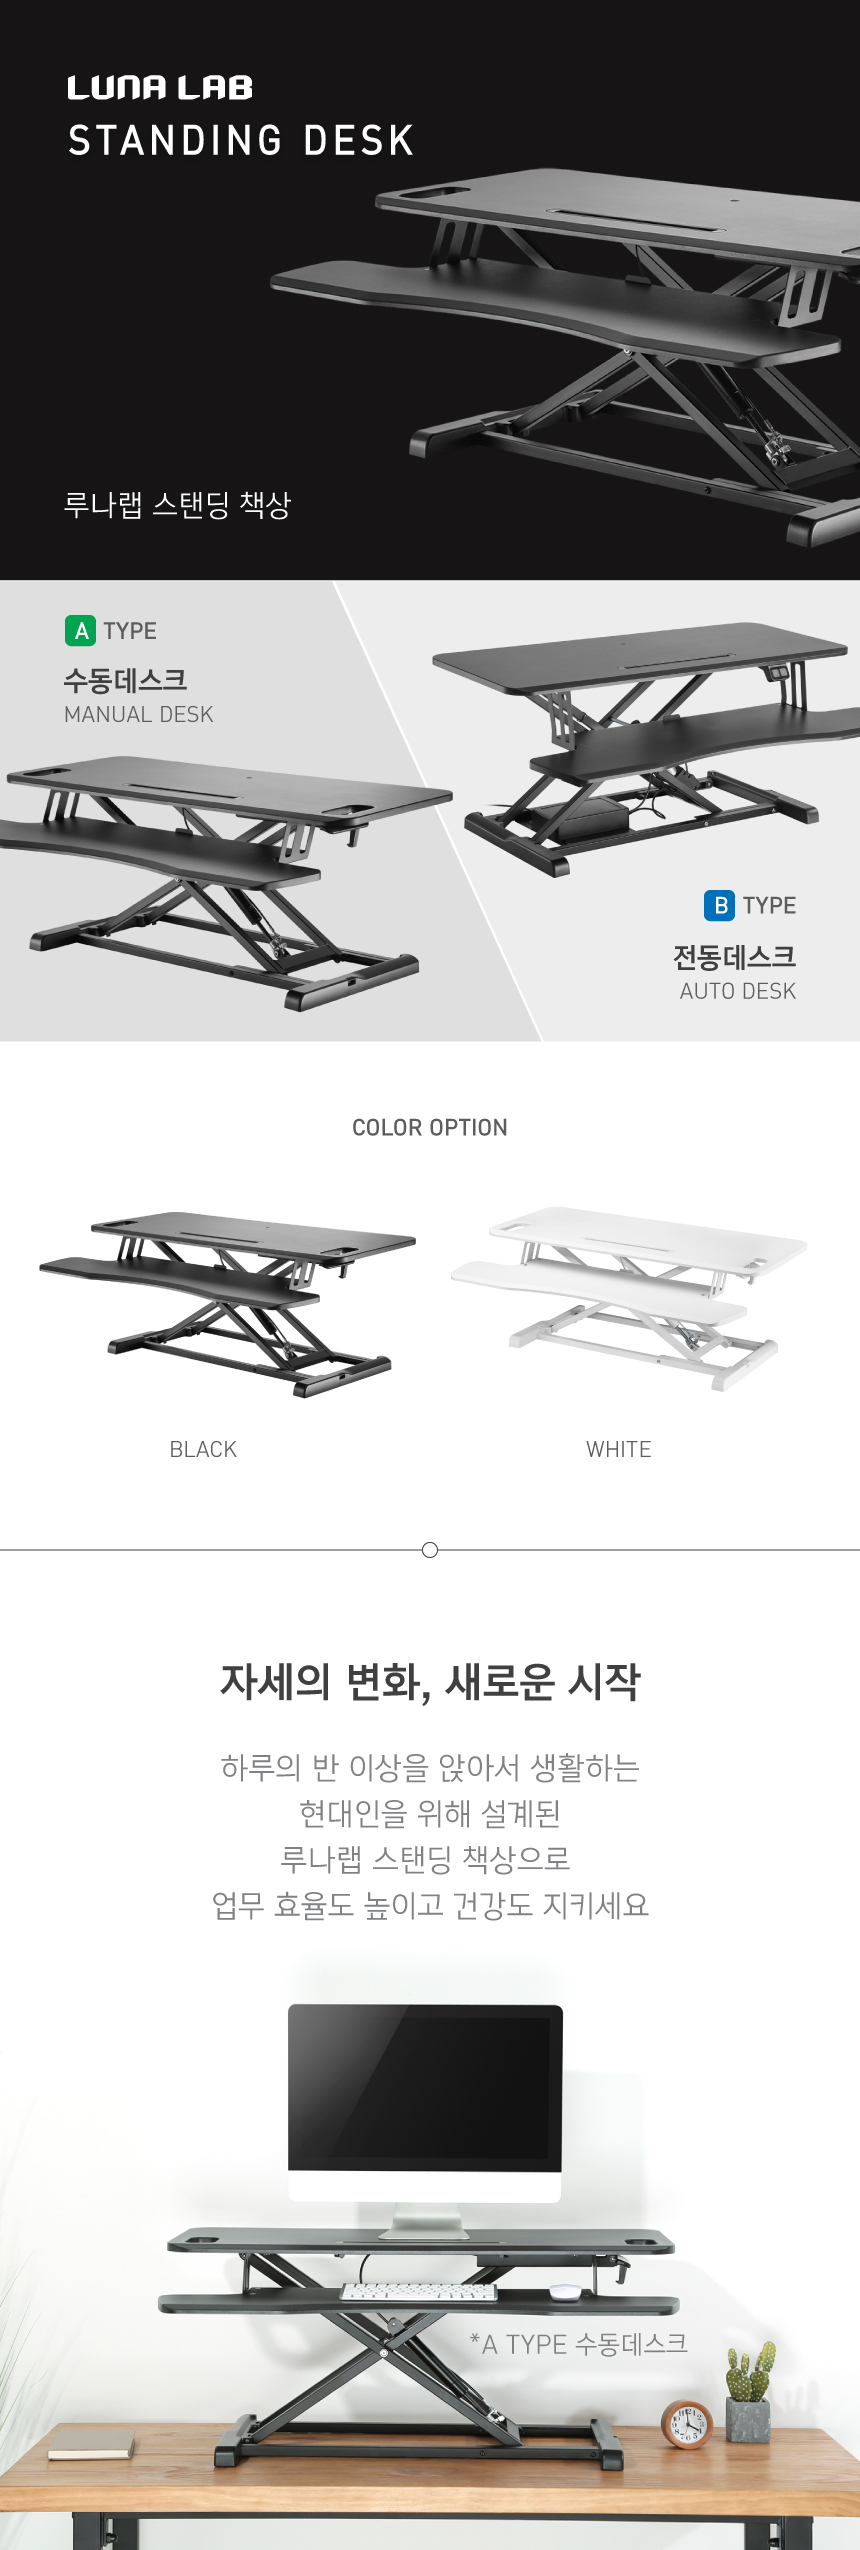 LUNA LAB
STANDING DESK
루나랩 스탠딩 책상
A TYPE
수동데스크
MANUAL DESK
B TYPE
전동데스크
AUTO DESK
COLOR OPTION
BLACK
WHITE
자세의 변화, 새로운 시작
하루의 반 이상을 앉아서 생활하는
현대인을 위해 설계된
루나랩 스탠딩 책상으로
업무 효율도 높이고 건강도 지키세요
*A TYPE 수동데스크